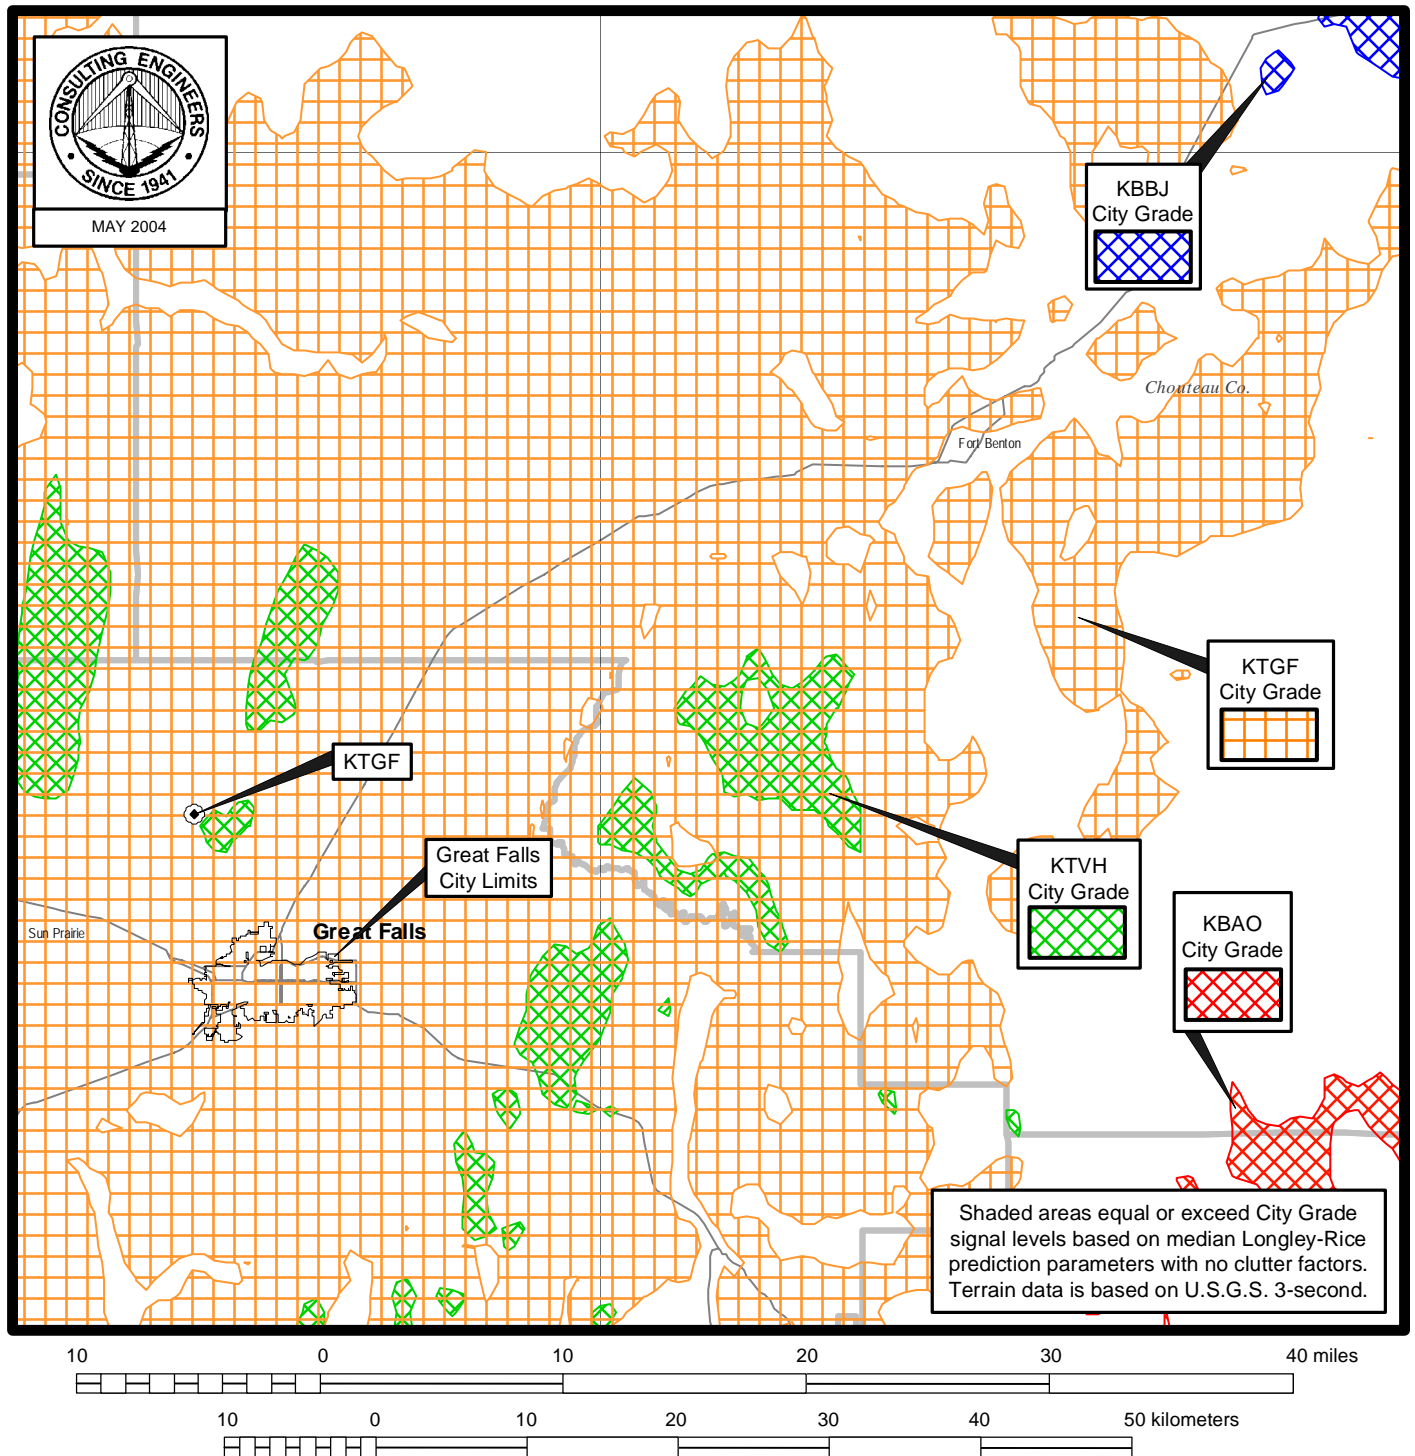 CONSULTING ENGINEERS
SINCE 1941
MAY 2004
KBBJ
City Grade
Chouteau Co.
Fort Benton
KTGF
City Grade
KTGF
Great Falls
City Limits
KTVH
City Grade
KBAO
City Grade
Sun Prairie
Great Falls
Shaded areas equal or exceed City Grade
signal levels based on median Longley-Rice
prediction parameters with no clutter factors.
Terrain data is based on U.S.G.S. 3-second.
10 0 10 20 30 40 miles
10 0 10 20 30 40 50 kilometers